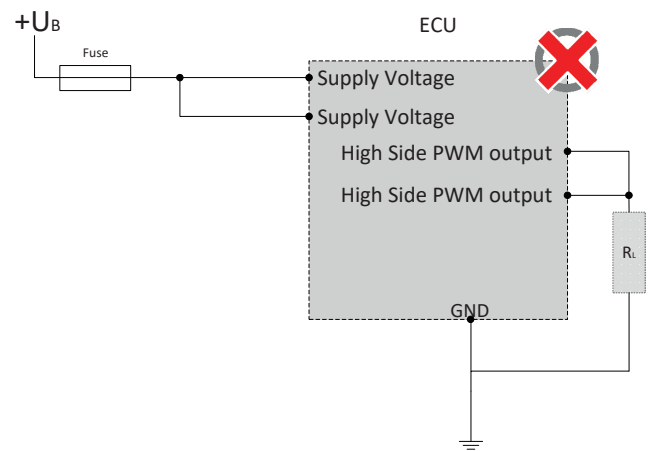 +UB
ECU
Fuse
Supply Voltage
Supply Voltage
High Side PWM output
High Side PWM output
RL
GND